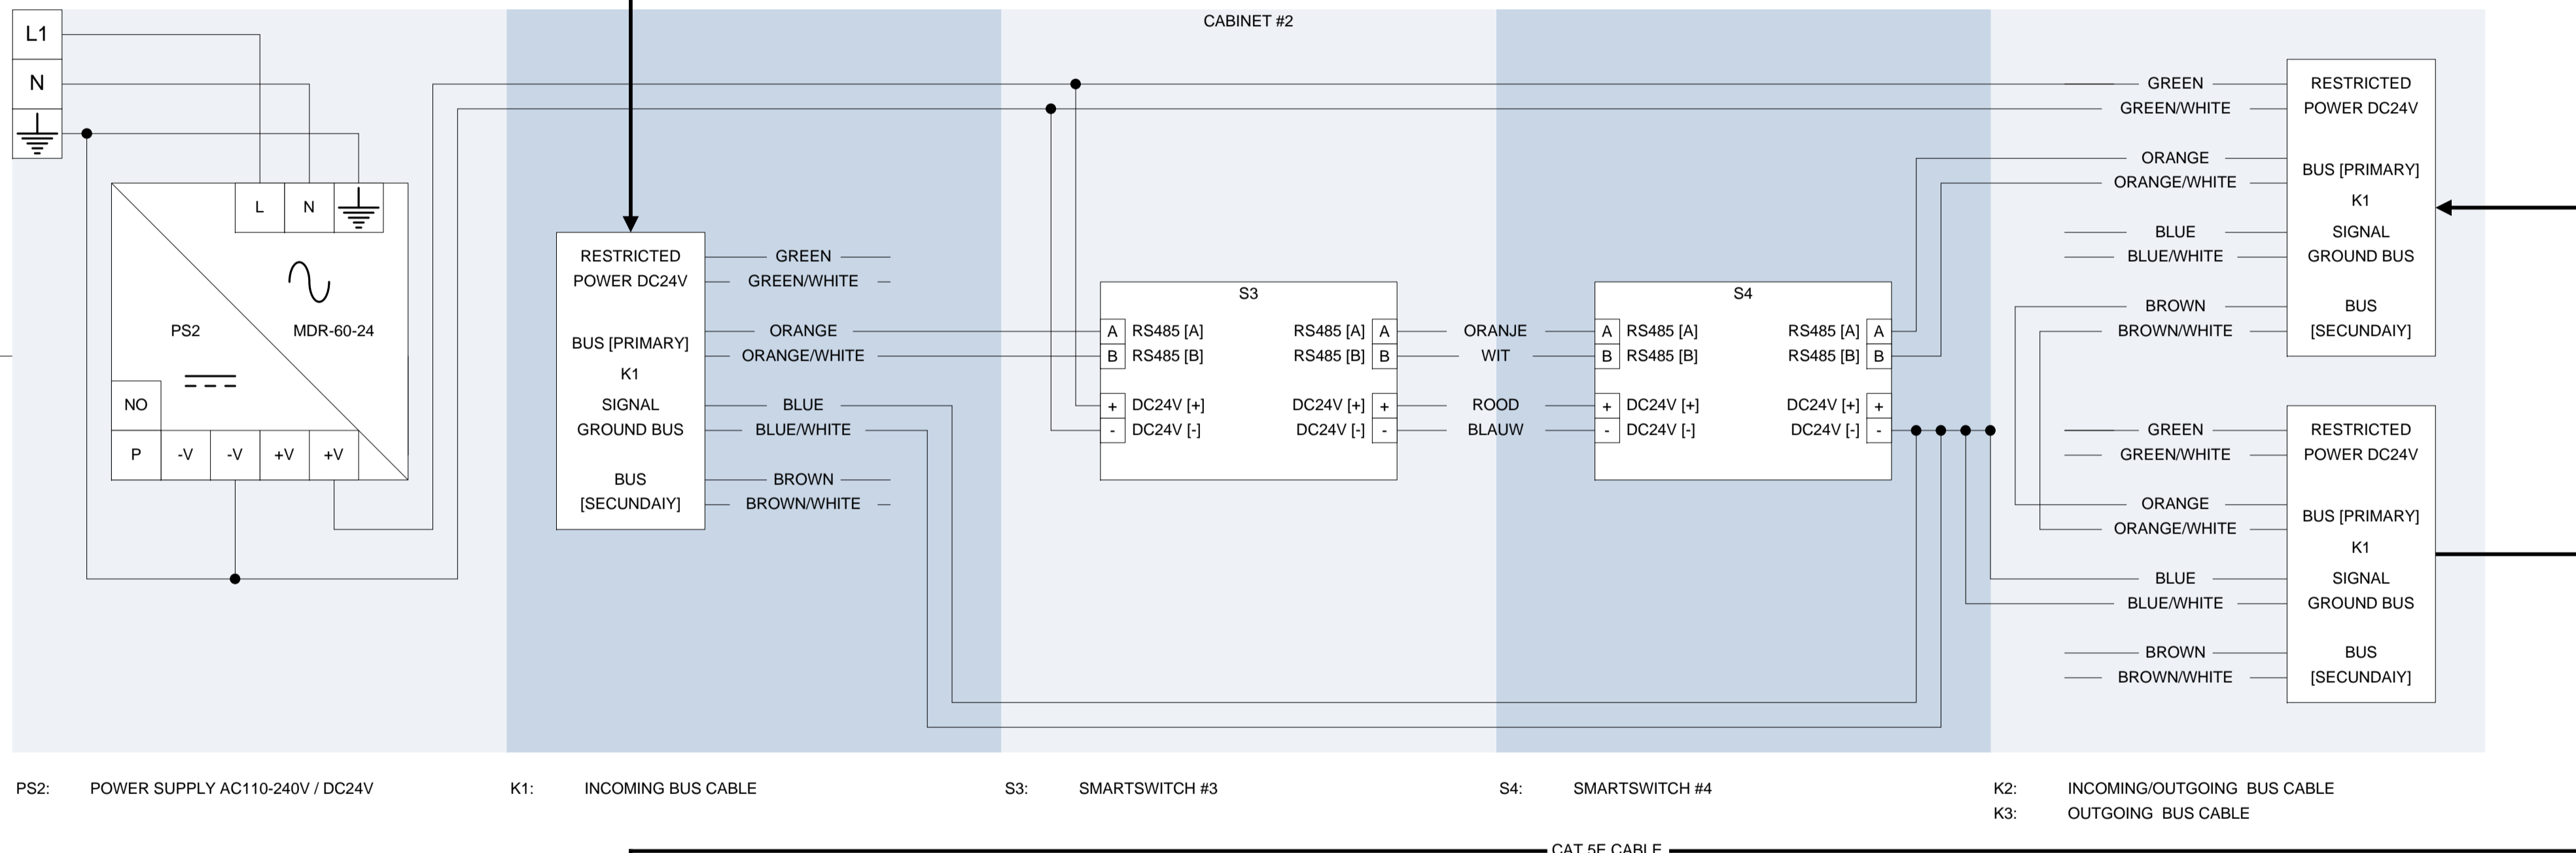 CABINET #2
L1
N
L
N
PS2
MDR-60-24
NO
P
-V
-V
+V
+V
RESTRICTED
POWER DC24V
BUS [PRIMARY]
K1
SIGNAL
GROUND BUS
BUS
[SECUNDAIY]
GREEN
GREEN/WHITE
ORANGE
ORANGE/WHITE
BLUE
BLUE/WHITE
BROWN
BROWN/WHITE
S3
A RS485 [A] RS485 [A] A
B RS485 [B] RS485 [B] B
+ DC24V [+] DC24V [+] +
- DC24V [-] DC24V [-] -
ORANJE
WIT
ROOD
BLAUW
S4
A RS485 [A] RS485 [A] A
B RS485 [B] RS485 [B] B
+ DC24V [+] DC24V [+] +
- DC24V [-] DC24V [-] -
GREEN
GREEN/WHITE
ORANGE
ORANGE/WHITE
BLUE
BLUE/WHITE
BROWN
BROWN/WHITE
RESTRICTED
POWER DC24V
BUS [PRIMARY]
K1
SIGNAL
GROUND BUS
BUS
[SECUNDAIY]
GREEN
GREEN/WHITE
ORANGE
ORANGE/WHITE
BLUE
BLUE/WHITE
BROWN
BROWN/WHITE
RESTRICTED
POWER DC24V
BUS [PRIMARY]
K1
SIGNAL
GROUND BUS
BUS
[SECUNDAIY]
PS2: POWER SUPPLY AC110-240V / DC24V
K1: INCOMING BUS CABLE
S3: SMARTSWITCH #3
S4: SMARTSWITCH #4
K2: INCOMING/OUTGOING BUS CABLE
K3: OUTGOING BUS CABLE
CAT 5E CABLE